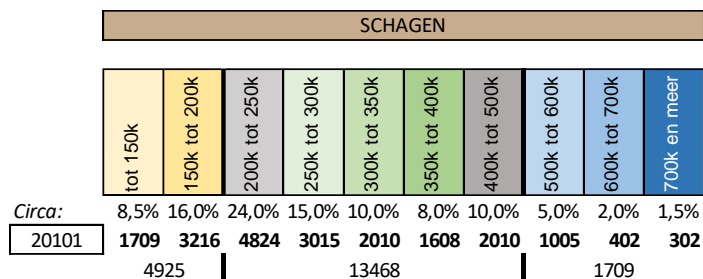 SCHAGEN
tot 150k
150k tot 200k
200k tot 250k
250k tot 300k
300k tot 350k
350k tot 400k
400k tot 500k
500k tot 600k
600k tot 700k
700k en meer
Circa: 8,5% 16,0% 24,0% 15,0% 10,0% 8,0% 10,0% 5,0% 2,0% 1,5%
20101 1709 3216 4824 3015 2010 1608 2010 1005 402 302
4925 13468 1709